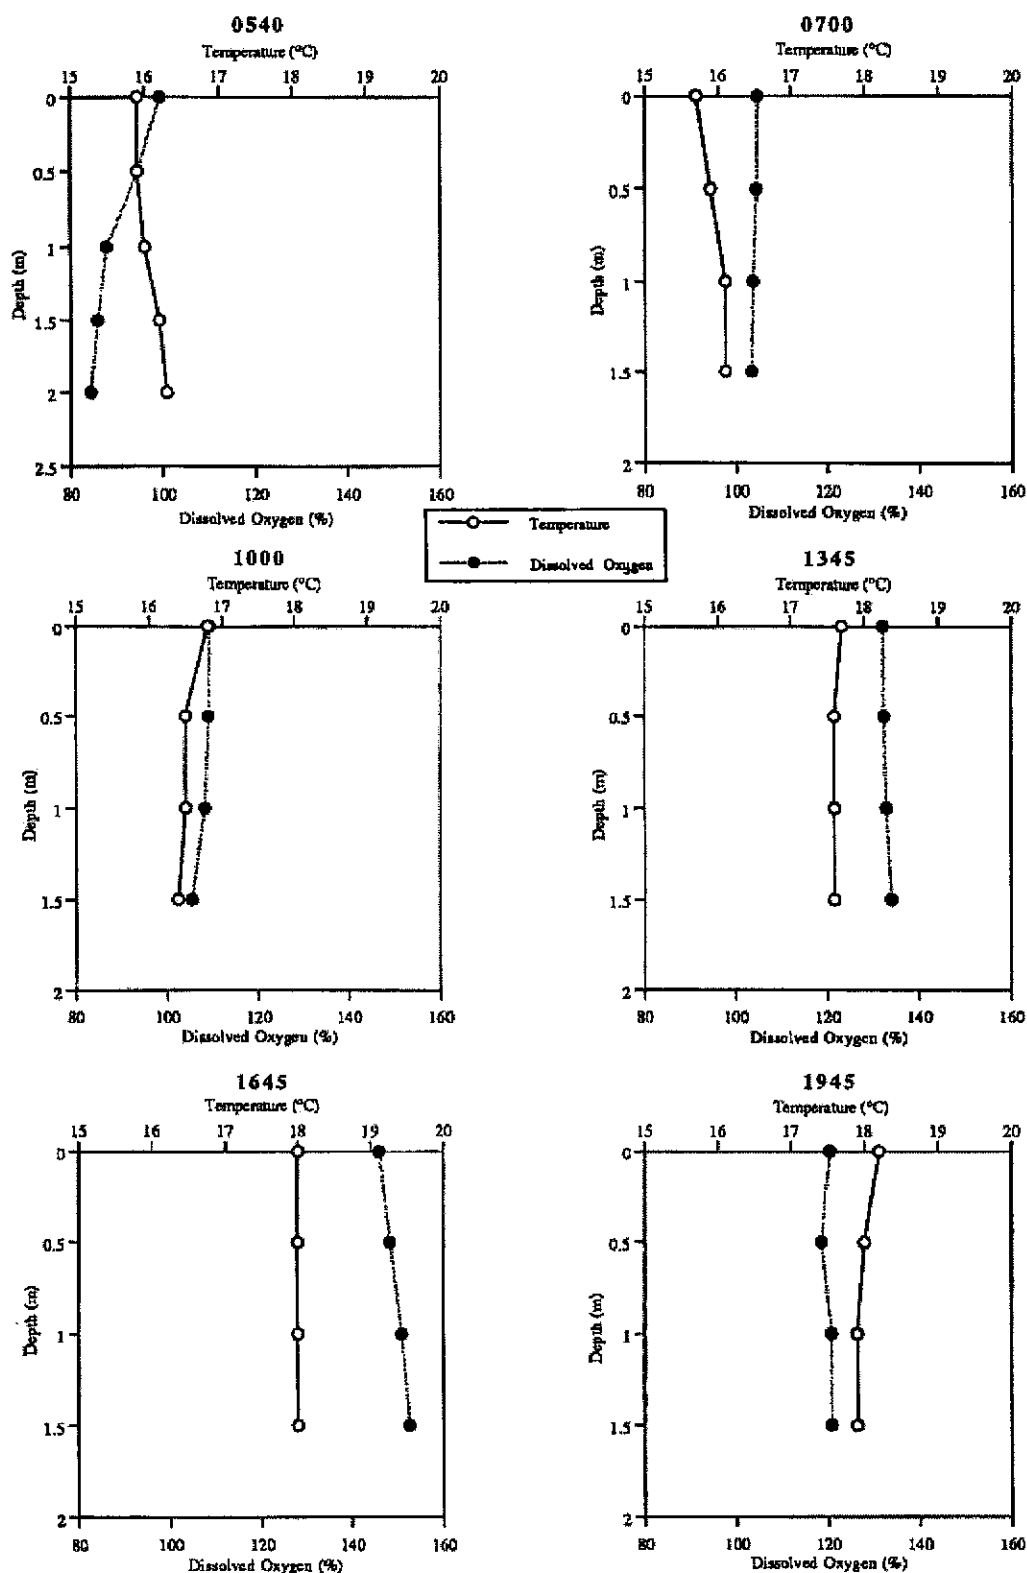 0540
Temperature (°C)
15 16 17 18 19 20
0
0.5
1
1.5
2
2.5
Depth (m)
80 100 120 140 160
Dissolved Oxygen (%)
0700
Temperature (°C)
15 16 17 18 19 20
0
0.5
1
1.5
2
Depth (m)
80 100 120 140 160
Dissolved Oxygen (%)
Temperature
Dissolved Oxygen
1000
Temperature (°C)
15 16 17 18 19 20
0
0.5
1
1.5
2
Depth (m)
80 100 120 140 160
Dissolved Oxygen (%)
1345
Temperature (°C)
15 16 17 18 19 20
0
0.5
1
1.5
2
Depth (m)
80 100 120 140 160
Dissolved Oxygen (%)
1645
Temperature (°C)
15 16 17 18 19 20
0
0.5
1
1.5
2
Depth (m)
80 100 120 140 160
Dissolved Oxygen (%)
1945
Temperature (°C)
15 16 17 18 19 20
0
0.5
1
1.5
2
Depth (m)
80 100 120 140 160
Dissolved Oxygen (%)